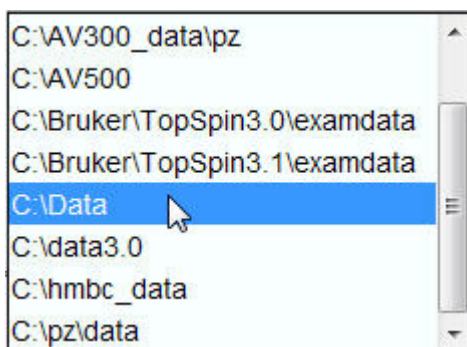 C:\AV300_data\pz
C:\AV500
C:\Bruker\TopSpin3.0\examdata
C:\Bruker\TopSpin3.1\examdata
C:\Data
C:\data3.0
C:\hmbc_data
C:\pz\data